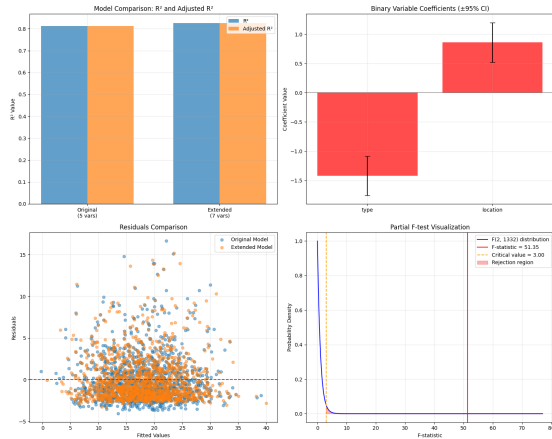 Model Comparison: R² and Adjusted R²
R²
Adjusted R²
R² Value
0.8
0.7
0.6
0.5
0.4
0.3
0.2
0.1
0.0
Original
(5 vars)
Extended
(7 vars)
Binary Variable Coefficients (±95% CI)
Coefficient Value
1.0
0.5
0.0
−0.5
−1.0
−1.5
type
location
Residuals Comparison
Original Model
Extended Model
Residuals
15
10
5
0
−5
0
5
10
15
20
25
30
35
40
Fitted Values
Partial F-test Visualization
F(2, 1332) distribution
F-statistic = 51.35
Critical value = 3.00
Rejection region
Probability Density
1.0
0.8
0.6
0.4
0.2
0.0
0
10
20
30
40
50
60
70
80
F-statistic